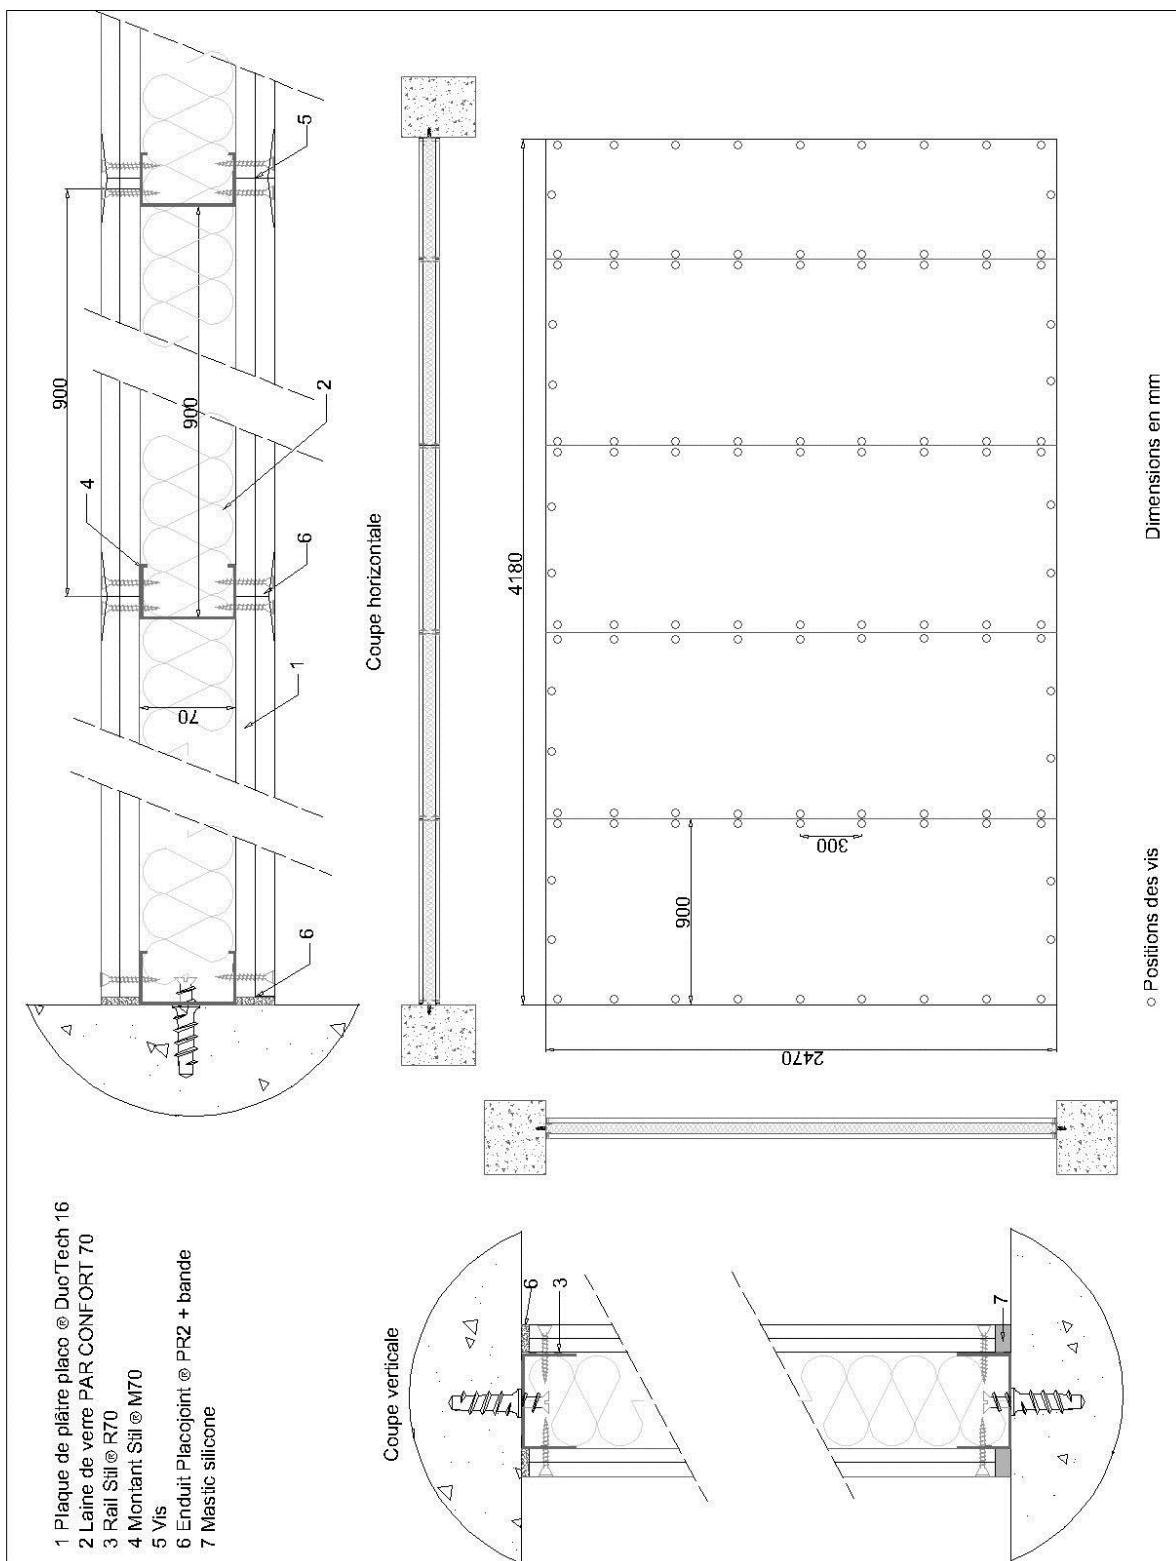 1 Plaque de plâtre placo ® Duo'Tech 16
2 Laine de verre PAR CONFORT 70
3 Rail Stil ® R70
4 Montant Stil ® M70
5 Vis
6 Enduit Placojoint ® PR2 + bande
7 Mastic silicone
6
1
70
4
6
900
900
2
5
Coupe horizontale
Coupe verticale
6
3
7
2470
4180
900
300
○ Positions des vis
Dimensions en mm